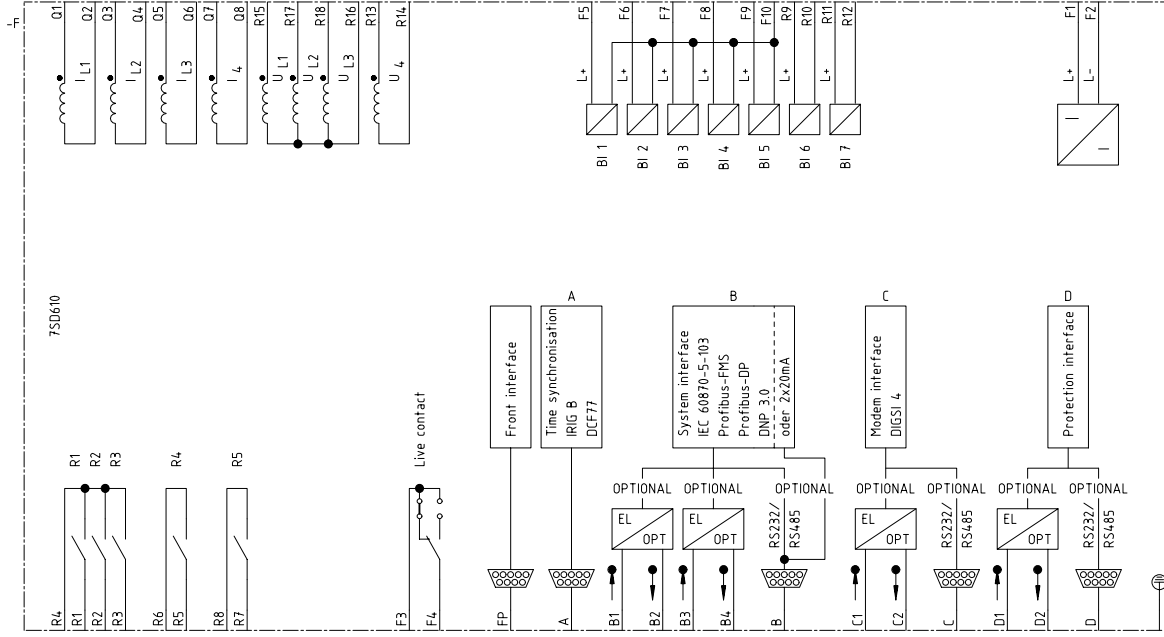 -F
Q1
Q2
Q3
Q4
Q5
Q6
Q7
Q8
R15
R17
R18
R16
R13
R14
F5
F6
F7
F8
F9
F10
R9
R10
R11
R12
F1
F2
I L1
I L2
I L3
I 4
U L1
U L2
U L3
U 4
L+
L+
L+
L+
L+
L+
L+
L+
L-
BI 1
BI 2
BI 3
BI 4
BI 5
BI 6
BI 7
7SD610
A
B
C
D
Front interface
Time synchronisation
IRIG B
DCF77
System interface
IEC 60870-5-103
Profibus-FMS
Profibus-DP
DNP 3.0
oder 2x20mA
Modem interface
DIGSI 4
Protection interface
R1
R2
R3
R4
R5
Live contact
OPTIONAL
OPTIONAL
OPTIONAL
OPTIONAL
OPTIONAL
OPTIONAL
OPTIONAL
EL
OPT
EL
OPT
RS232/
RS485
EL
OPT
RS232/
RS485
EL
OPT
RS232/
RS485
R4
R1
R2
R3
R6
R5
R8
R7
F3
F4
FP
A
B1
B2
B3
B4
B
C1
C2
C
D1
D2
D